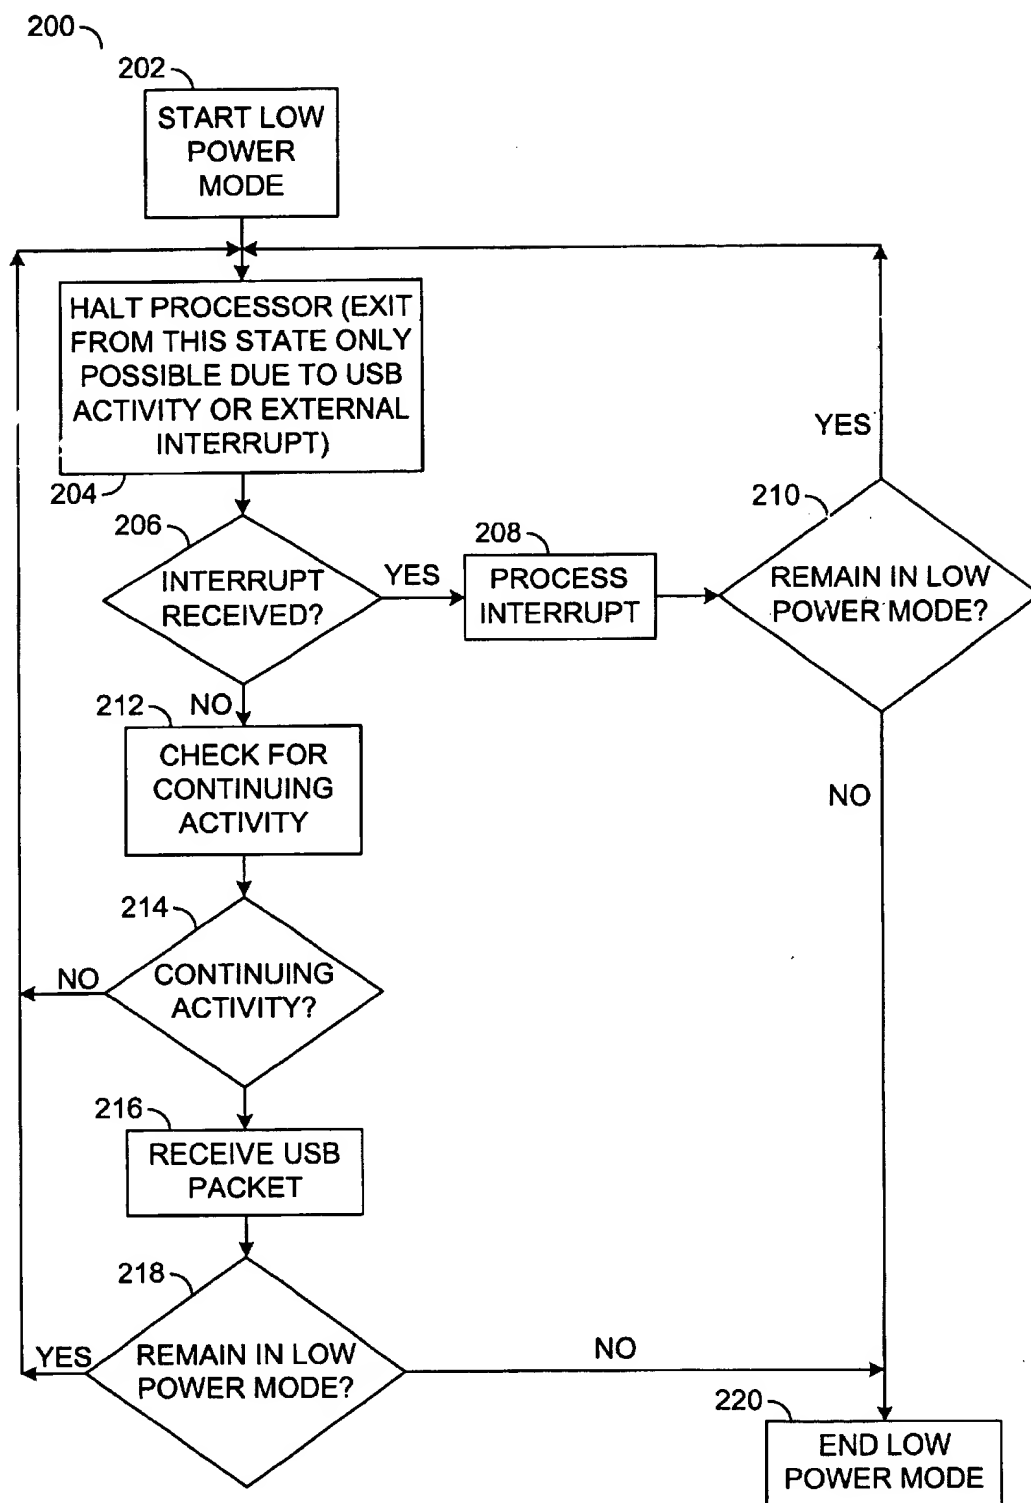 200
202
START LOW
POWER
MODE
HALT PROCESSOR (EXIT
FROM THIS STATE ONLY
POSSIBLE DUE TO USB
ACTIVITY OR EXTERNAL
INTERRUPT)
204
206
INTERRUPT
RECEIVED?
YES
208
PROCESS
INTERRUPT
210
REMAIN IN LOW
POWER MODE?
YES
NO
NO
212
CHECK FOR
CONTINUING
ACTIVITY
214
CONTINUING
ACTIVITY?
NO
216
RECEIVE USB
PACKET
218
REMAIN IN LOW
POWER MODE?
YES
NO
220
END LOW
POWER MODE